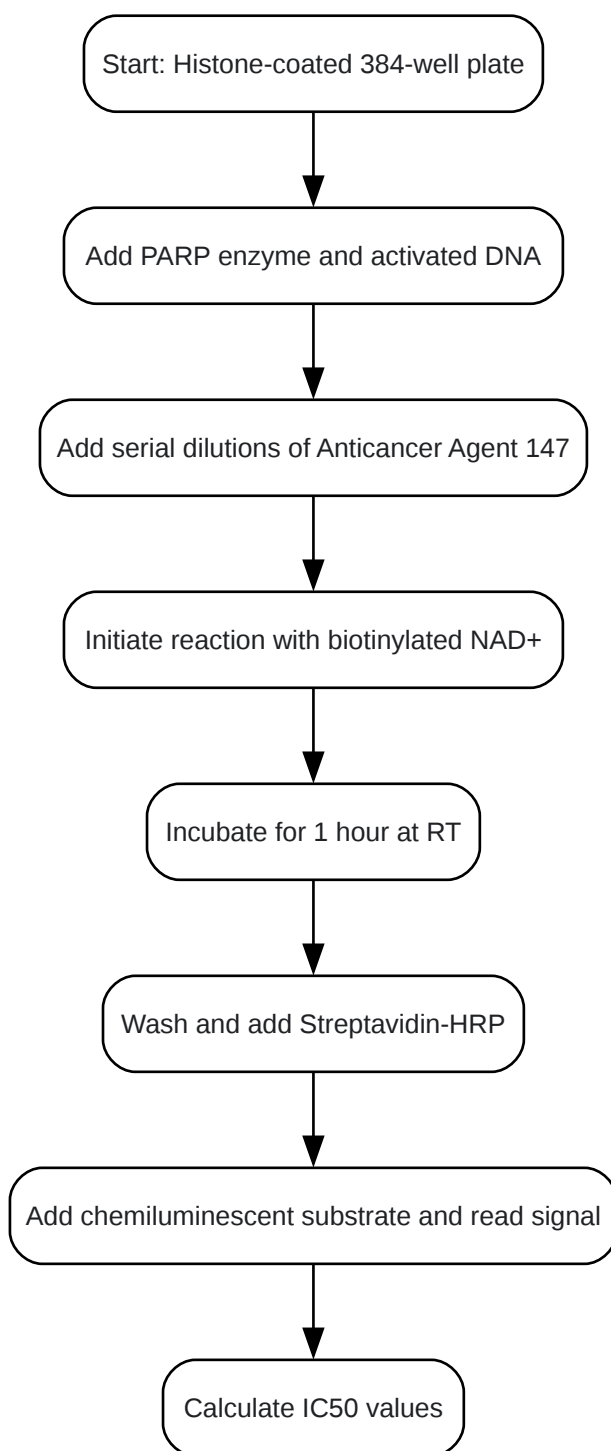 Start: Histone-coated 384-well plate
Add PARP enzyme and activated DNA
Add serial dilutions of Anticancer Agent 147
Initiate reaction with biotinylated NAD+
Incubate for 1 hour at RT
Wash and add Streptavidin-HRP
Add chemiluminescent substrate and read signal
Calculate IC50 values